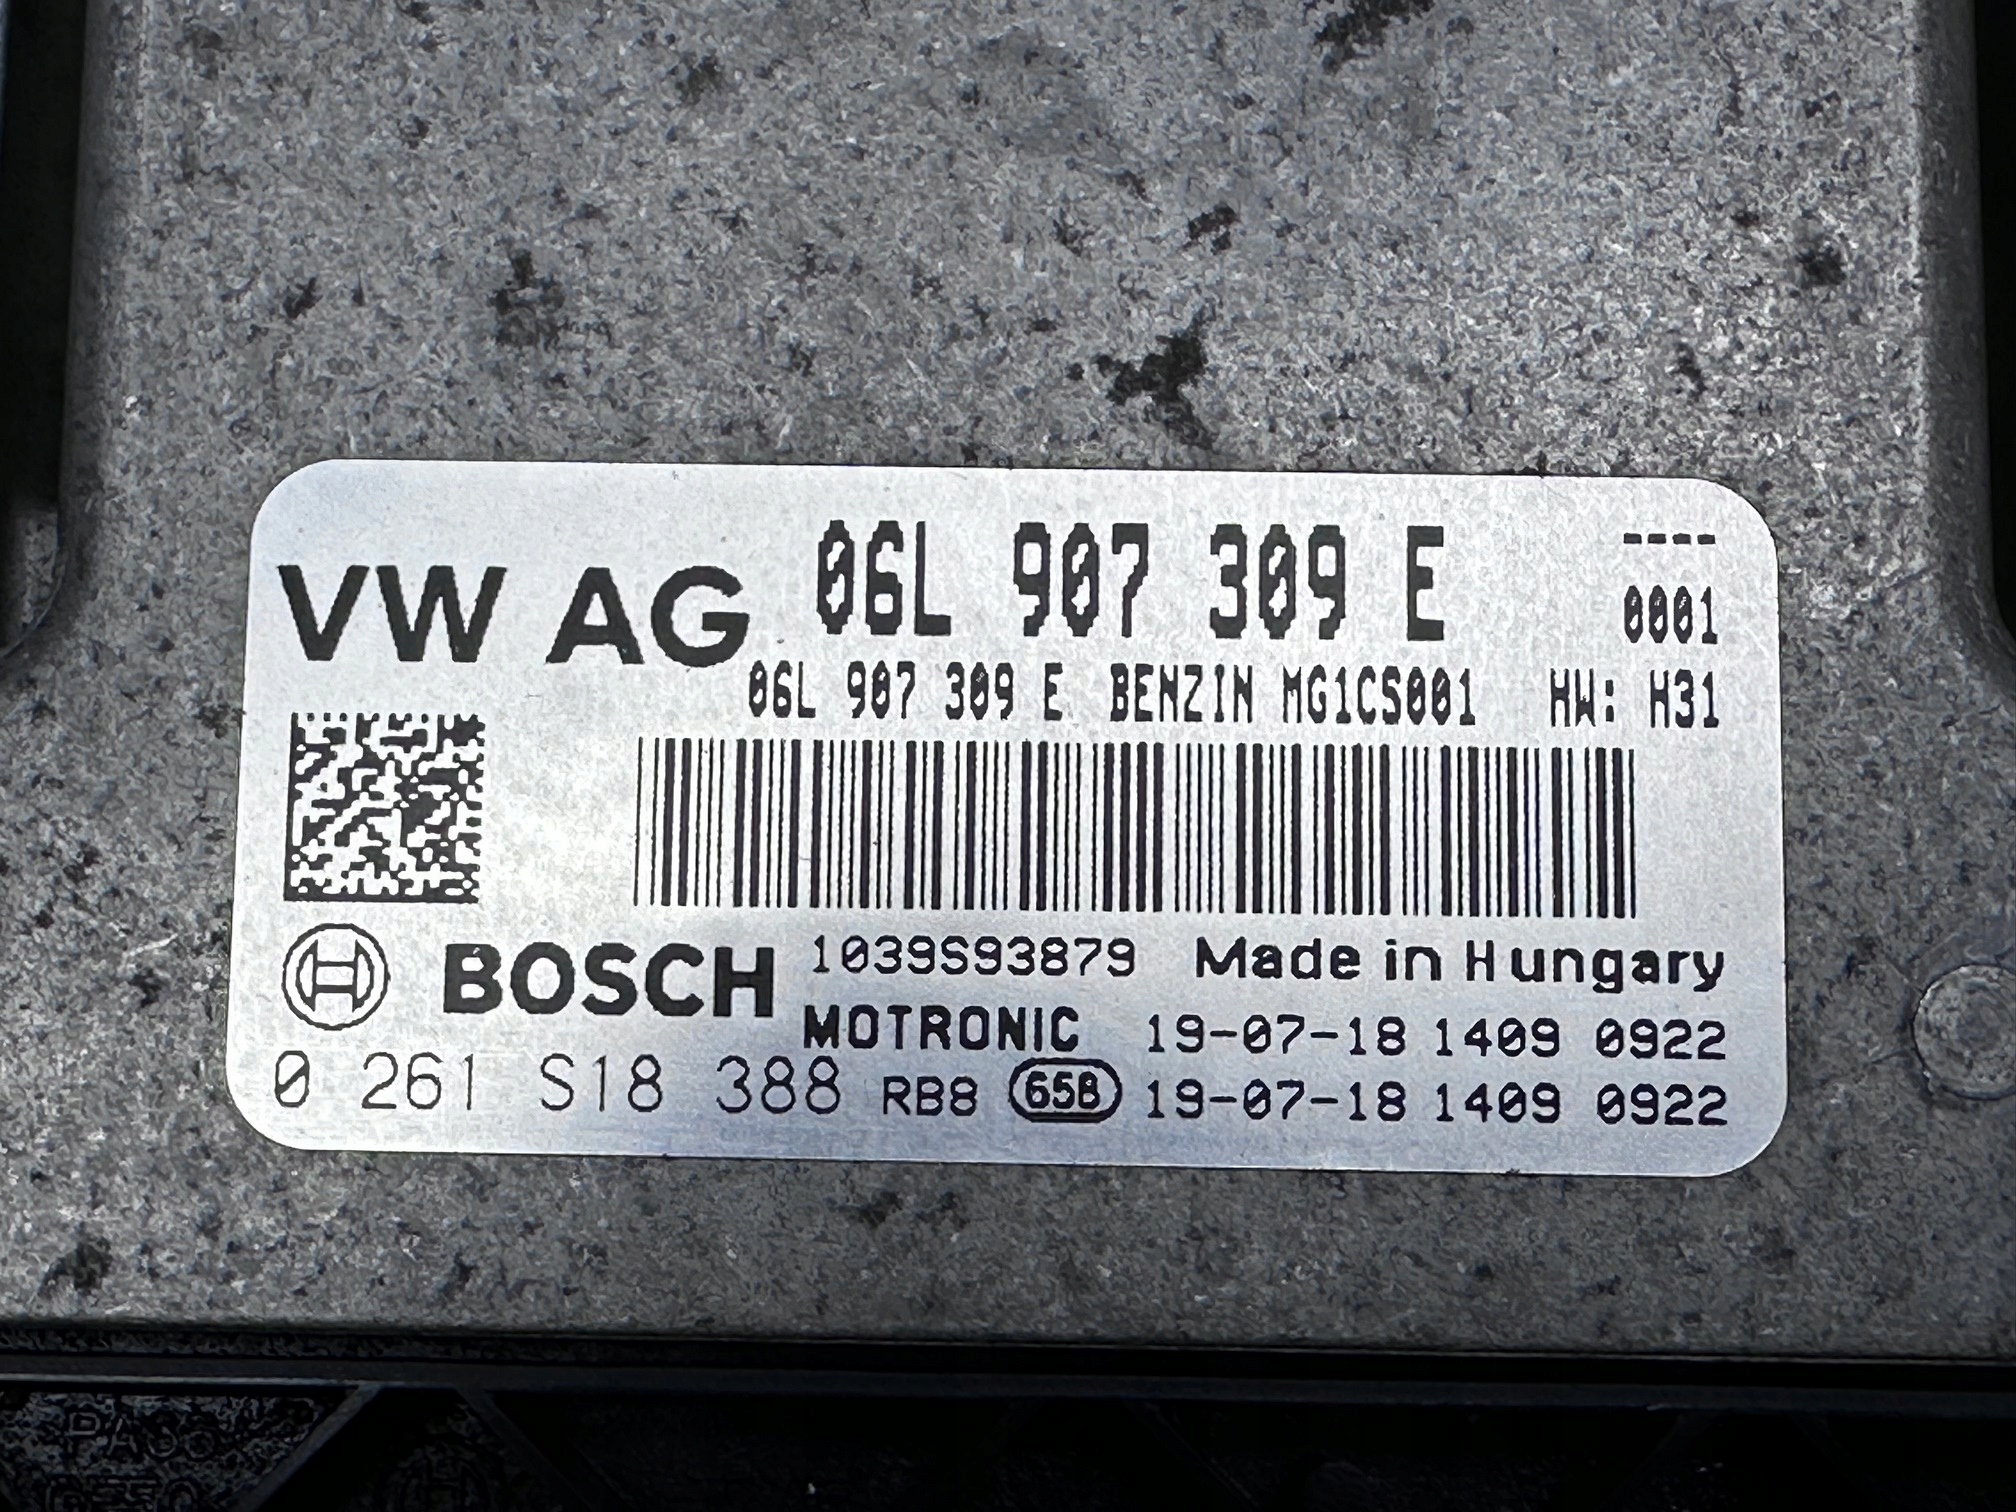 VW AG 06L 907 309 E ----
0001
06L 907 309 E BENZIN MG1CS001 HW: H31
BOSCH 1039S93879 Made in Hungary
MOTRONIC 19-07-18 1409 0922
0 261 S18 388 RB8 65B 19-07-18 1409 0922